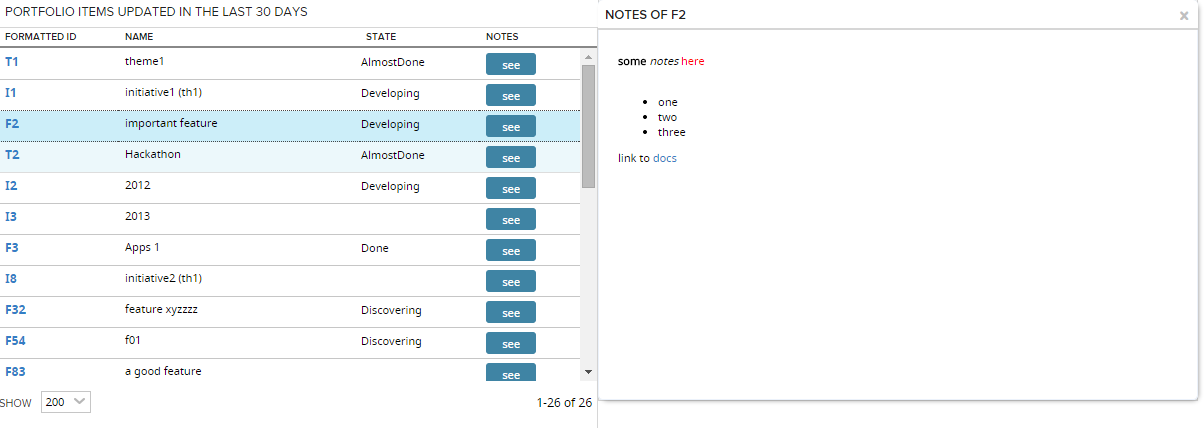 PORTFOLIO ITEMS UPDATED IN THE LAST 30 DAYS
FORMATTED ID NAME STATE NOTES
T1 theme1 AlmostDone see
I1 initiative1 (th1) Developing see
F2 important feature Developing see
T2 Hackathon AlmostDone see
I2 2012 Developing see
I3 2013 see
F3 Apps 1 Done see
I8 initiative2 (th1) see
F32 feature xyzzzz Discovering see
F54 f01 Discovering see
F83 a good feature see
SHOW 200 1-26 of 26
NOTES OF F2 ×
some notes here
• one
• two
• three
link to docs